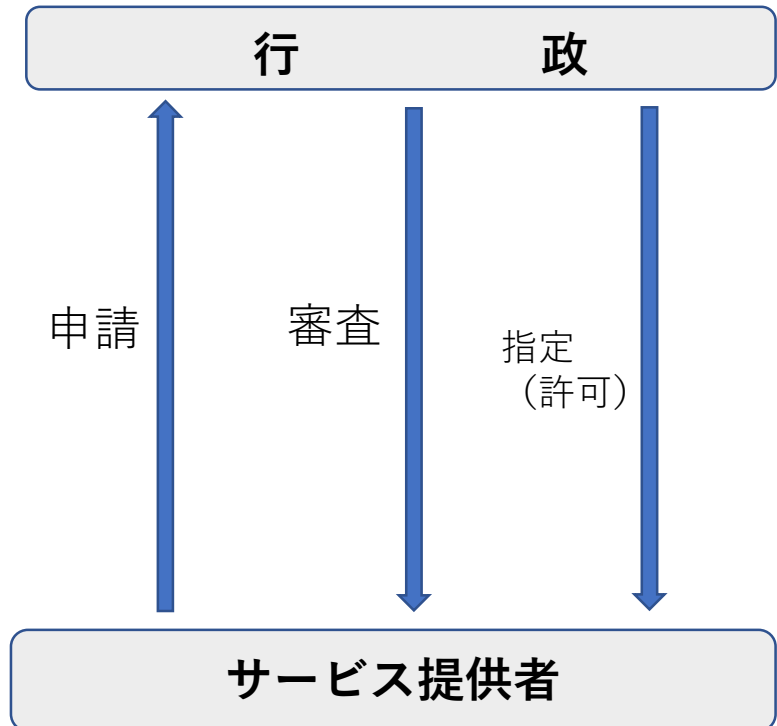 行　政
申請
審査
指定
（許可）
サービス提供者